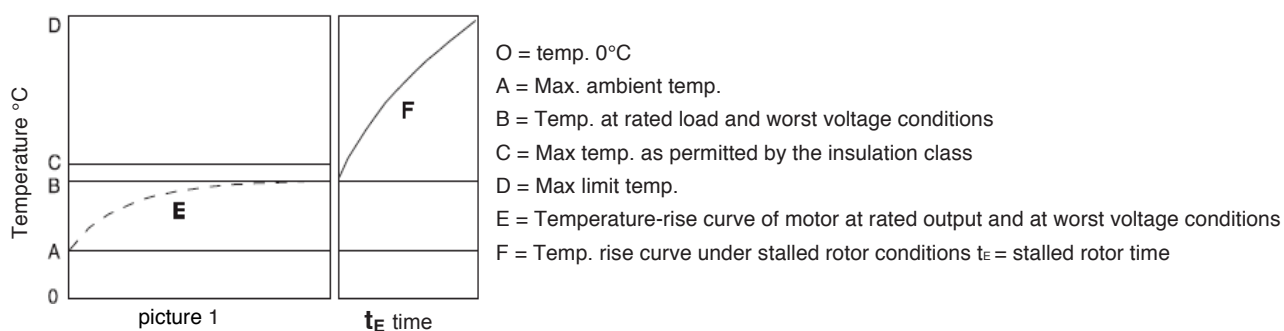 D
C
B
A
0
Temperature °C
E
F
picture 1
tE time
O = temp. 0°C
A = Max. ambient temp.
B = Temp. at rated load and worst voltage conditions
C = Max temp. as permitted by the insulation class
D = Max limit temp.
E = Temperature-rise curve of motor at rated output and at worst voltage conditions
F = Temp. rise curve under stalled rotor conditions tE = stalled rotor time